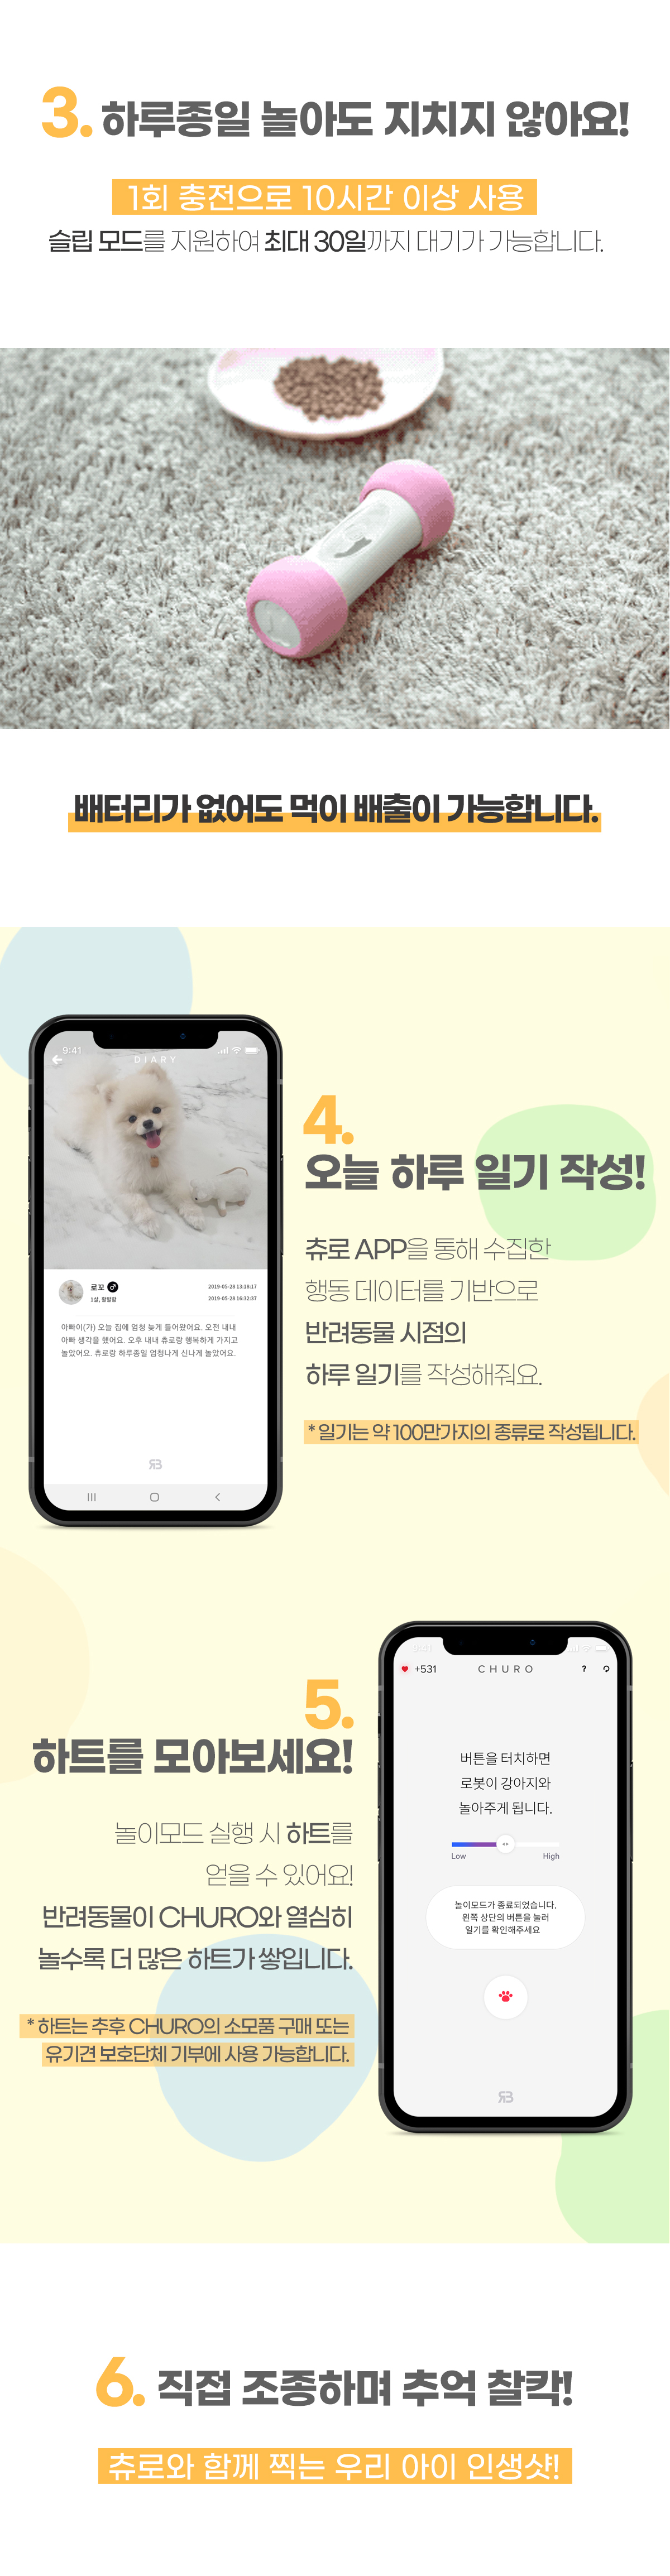 3. 하루종일 놀아도 지치지 않아요!
1회 충전으로 10시간 이상 사용
슬립 모드를 지원하여 최대 30일까지 대기가 가능합니다.
배터리가 없어도 먹이 배출이 가능합니다.
9:41
DIARY
로꼬
1살, 팔발랑
2019-05-28 13:18:17
2019-05-28 16:32:37
아빠이(가) 오늘 집에 엄청 늦게 들어왔어요. 오전 내내
아빠 생각을 했어요. 오후 내내 츄로랑 행복하게 가지고
놀았어요. 츄로랑 하루종일 엄청나게 신나게 놀았어요.
4.
오늘 하루 일기 작성!
츄로 APP을 통해 수집한
행동 데이터를 기반으로
반려동물 시점의
하루 일기를 작성해줘요.
* 일기는 약 100만가지의 종류로 작성됩니다.
5.
하트를 모아보세요!
놀이모드 실행 시 하트를
얻을 수 있어요!
반려동물이 CHURO와 열심히
놀수록 더 많은 하트가 쌓입니다.
* 하트는 추후 CHURO의 소모품 구매 또는
유기견 보호단체 기부에 사용 가능합니다.
+531
CHURO
?
버튼을 터치하면
로봇이 강아지와
놀아주게 됩니다.
Low
High
놀이모드가 종료되었습니다.
왼쪽 상단의 버튼을 눌러
일기를 확인해주세요
6. 직접 조종하며 추억 찰칵!
츄로와 함께 찍는 우리 아이 인생샷!